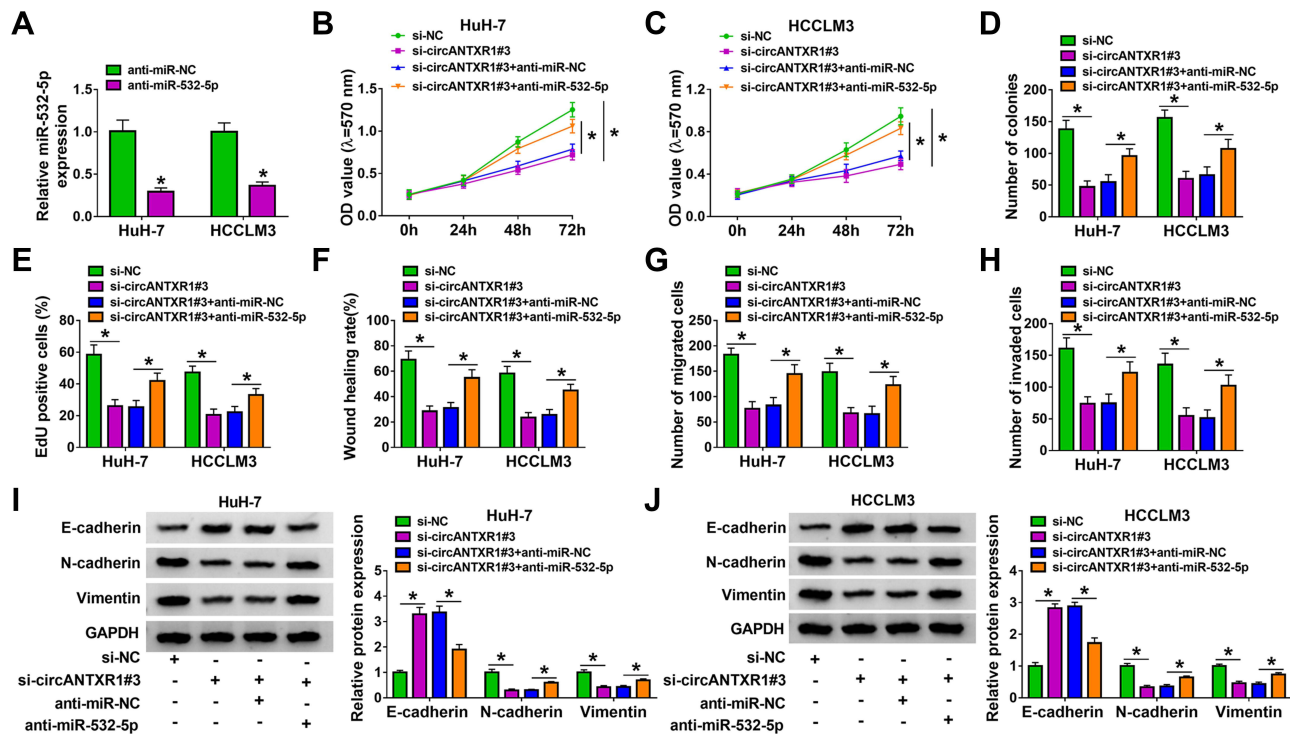 A
anti-miR-NC
anti-miR-532-5p
Relative miR-532-5p
expression
1.5
1.0
0.5
0.0
*
*
HuH-7
HCCLM3
B
HuH-7
si-NC
si-circANTXR1#3
si-circANTXR1#3+anti-miR-NC
si-circANTXR1#3+anti-miR-532-5p
OD value (λ=570 nm)
1.5
1.0
0.5
0.0
*
*
0h
24h
48h
72h
C
HCCLM3
si-NC
si-circANTXR1#3
si-circANTXR1#3+anti-miR-NC
si-circANTXR1#3+anti-miR-532-5p
OD value (λ=570 nm)
1.2
0.8
0.4
0.0
*
*
0h
24h
48h
72h
D
si-NC
si-circANTXR1#3
si-circANTXR1#3+anti-miR-NC
si-circANTXR1#3+anti-miR-532-5p
Number of colonies
200
150
100
50
0
*
*
*
*
HuH-7
HCCLM3
E
si-NC
si-circANTXR1#3
si-circANTXR1#3+anti-miR-NC
si-circANTXR1#3+anti-miR-532-5p
EdU positive cells (%)
80
60
40
20
0
*
*
*
*
HuH-7
HCCLM3
F
si-NC
si-circANTXR1#3
si-circANTXR1#3+anti-miR-NC
si-circANTXR1#3+anti-miR-532-5p
Wound healing rate(%)
100
80
60
40
20
0
*
*
*
*
HuH-7
HCCLM3
G
si-NC
si-circANTXR1#3
si-circANTXR1#3+anti-miR-NC
si-circANTXR1#3+anti-miR-532-5p
Number of migrated cells
250
200
150
100
50
0
*
*
*
*
HuH-7
HCCLM3
H
si-NC
si-circANTXR1#3
si-circANTXR1#3+anti-miR-NC
si-circANTXR1#3+anti-miR-532-5p
Number of invaded cells
200
150
100
50
0
*
*
*
*
HuH-7
HCCLM3
I
HuH-7
E-cadherin
N-cadherin
Vimentin
GAPDH
si-NC + - - -
si-circANTXR1#3 - + + +
anti-miR-NC - - + -
anti-miR-532-5p - - - +
HuH-7
si-NC
si-circANTXR1#3
si-circANTXR1#3+anti-miR-NC
si-circANTXR1#3+anti-miR-532-5p
Relative protein expression
5
4
3
2
1
0
*
*
*
*
*
*
E-cadherin
N-cadherin
Vimentin
J
HCCLM3
E-cadherin
N-cadherin
Vimentin
GAPDH
si-NC + - - -
si-circANTXR1#3 - + + +
anti-miR-NC - - + -
anti-miR-532-5p - - - +
HCCLM3
si-NC
si-circANTXR1#3
si-circANTXR1#3+anti-miR-NC
si-circANTXR1#3+anti-miR-532-5p
Relative protein expression
4
3
2
1
0
*
*
*
*
*
*
E-cadherin
N-cadherin
Vimentin